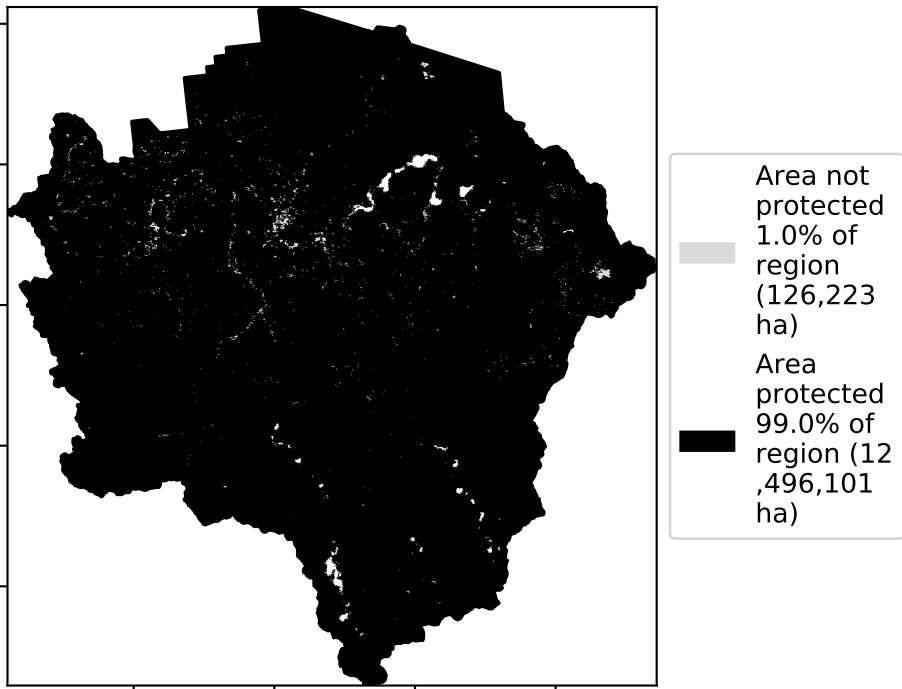 Area not
protected
1.0% of
region
(126,223
ha)
Area
protected
99.0% of
region (12
,496,101
ha)